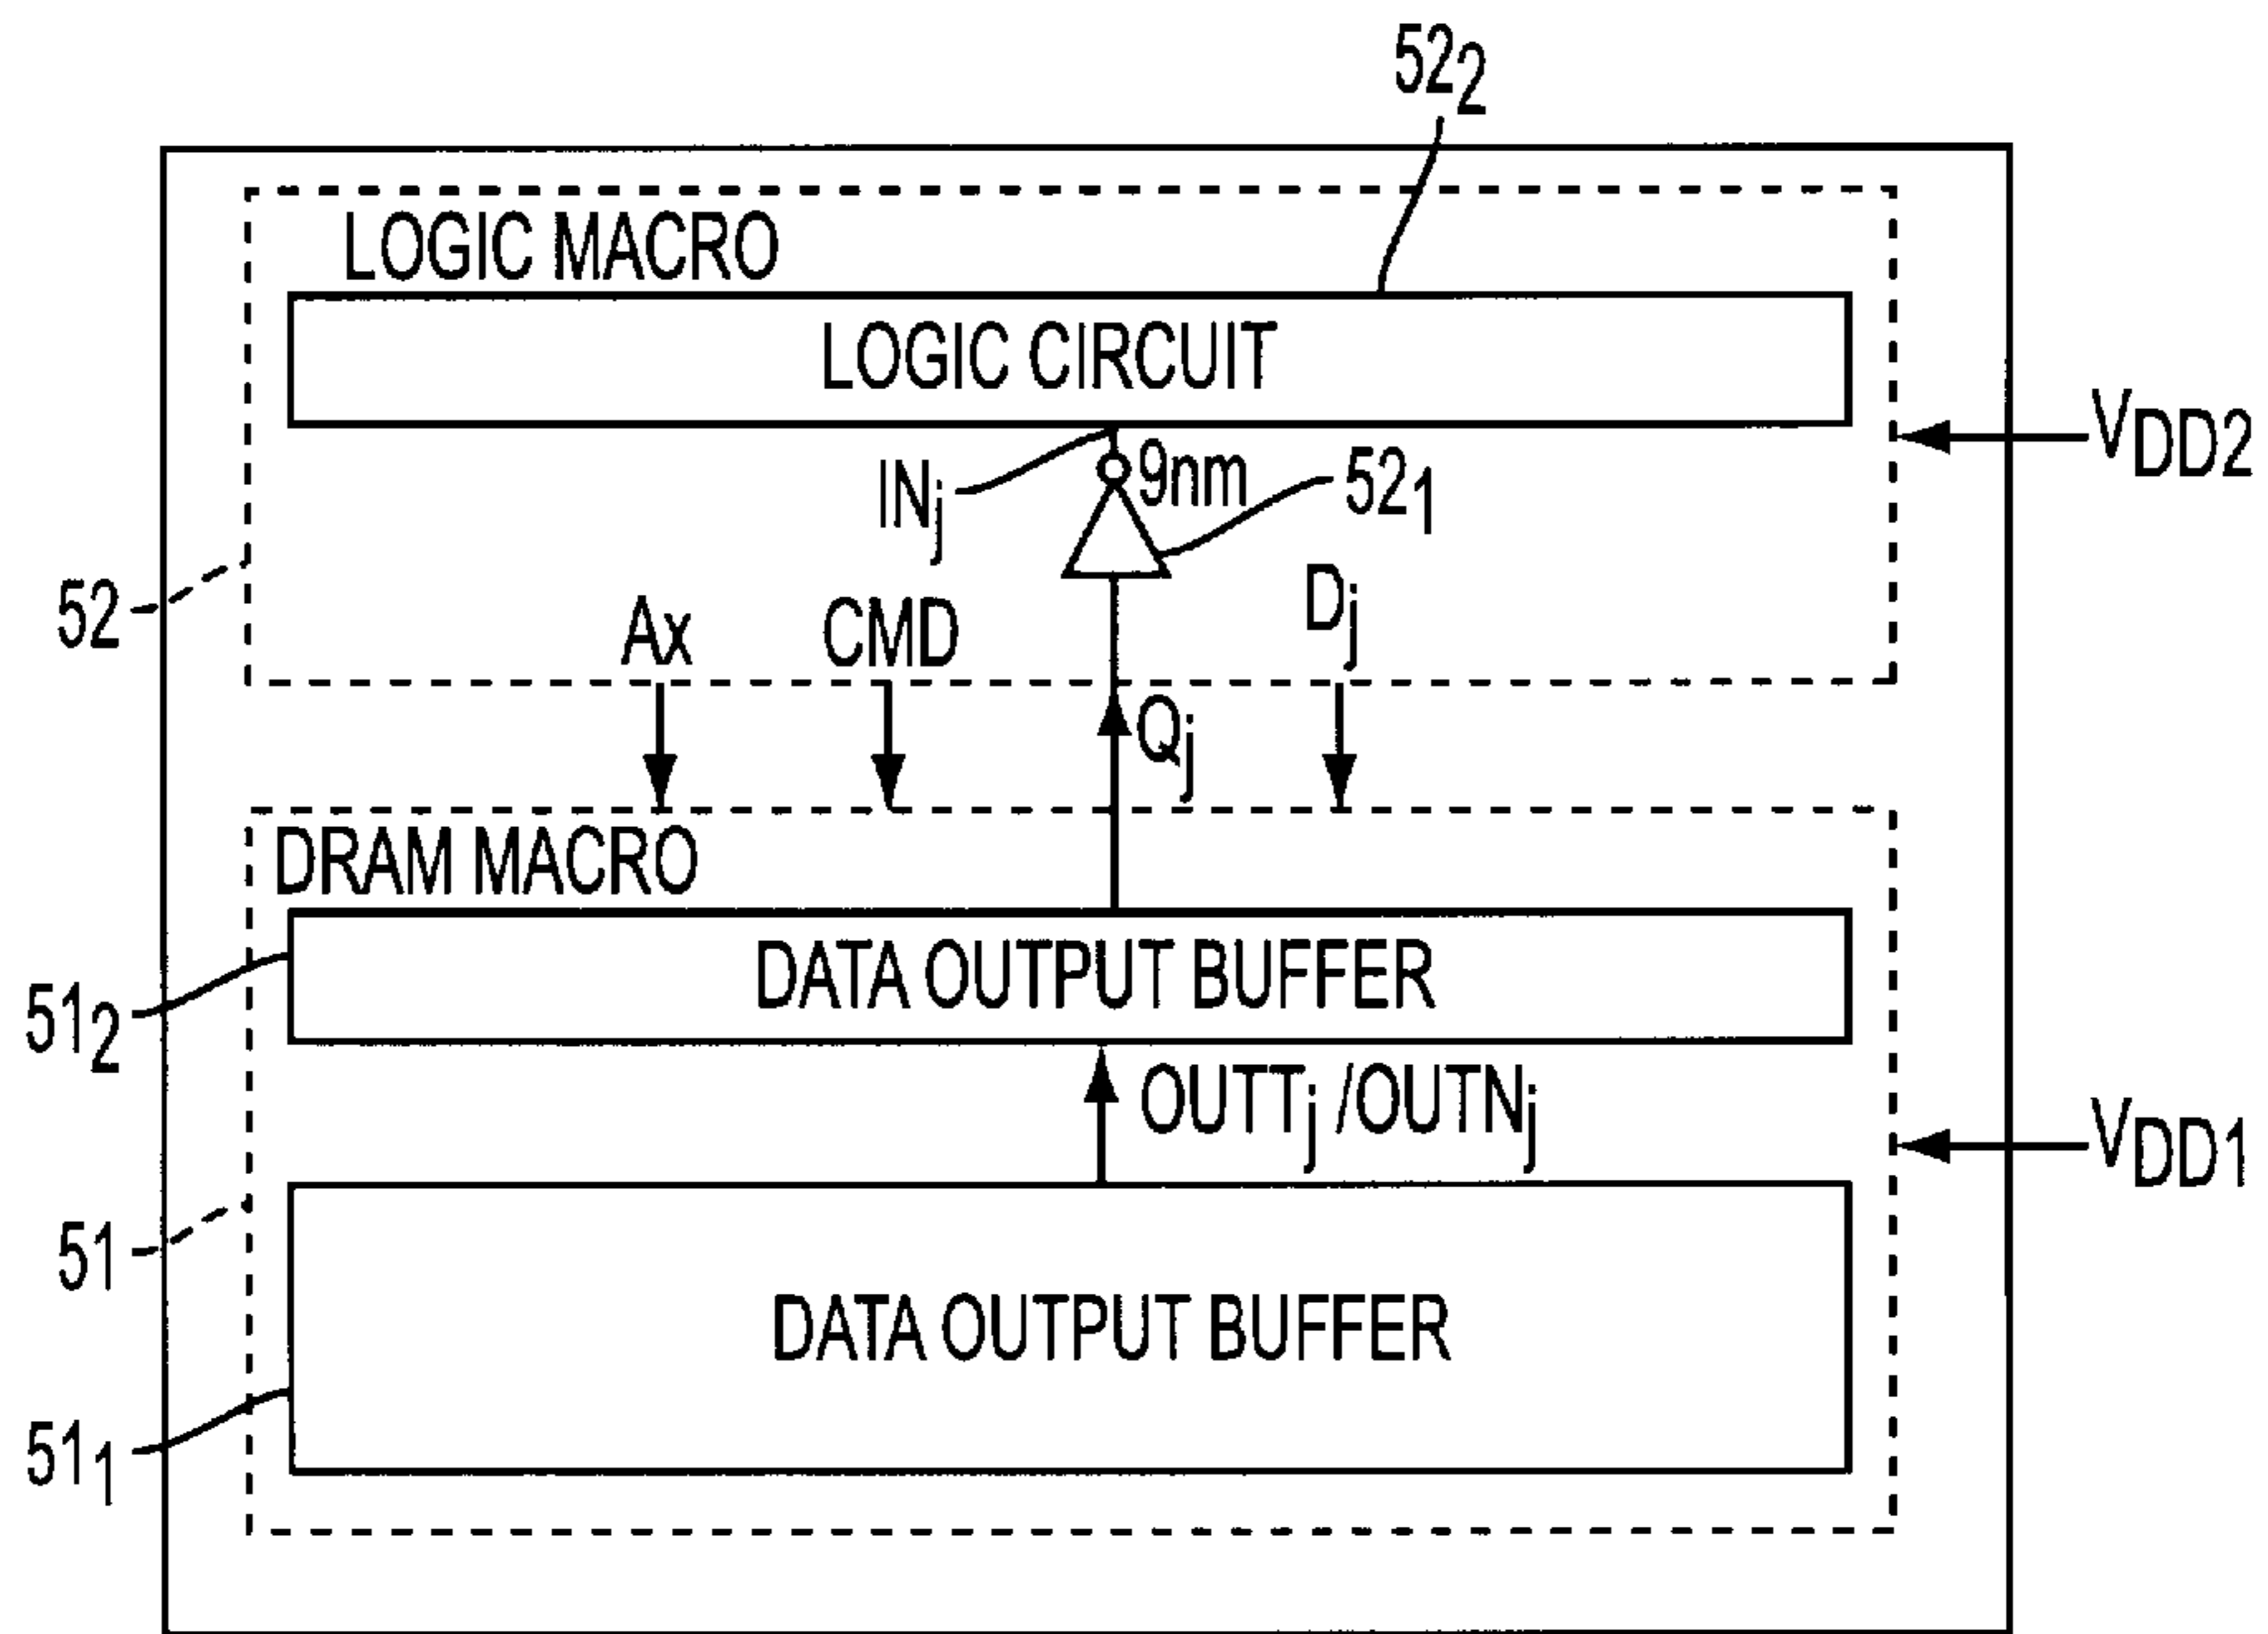 52₂
LOGIC MACRO
LOGIC CIRCUIT
V_DD2
IN_j
9nm
52₁
52
Ax
CMD
D_j
Q_j
DRAM MACRO
DATA OUTPUT BUFFER
51₂
OUTT_j /OUTN_j
V_DD1
51
DATA OUTPUT BUFFER
51₁